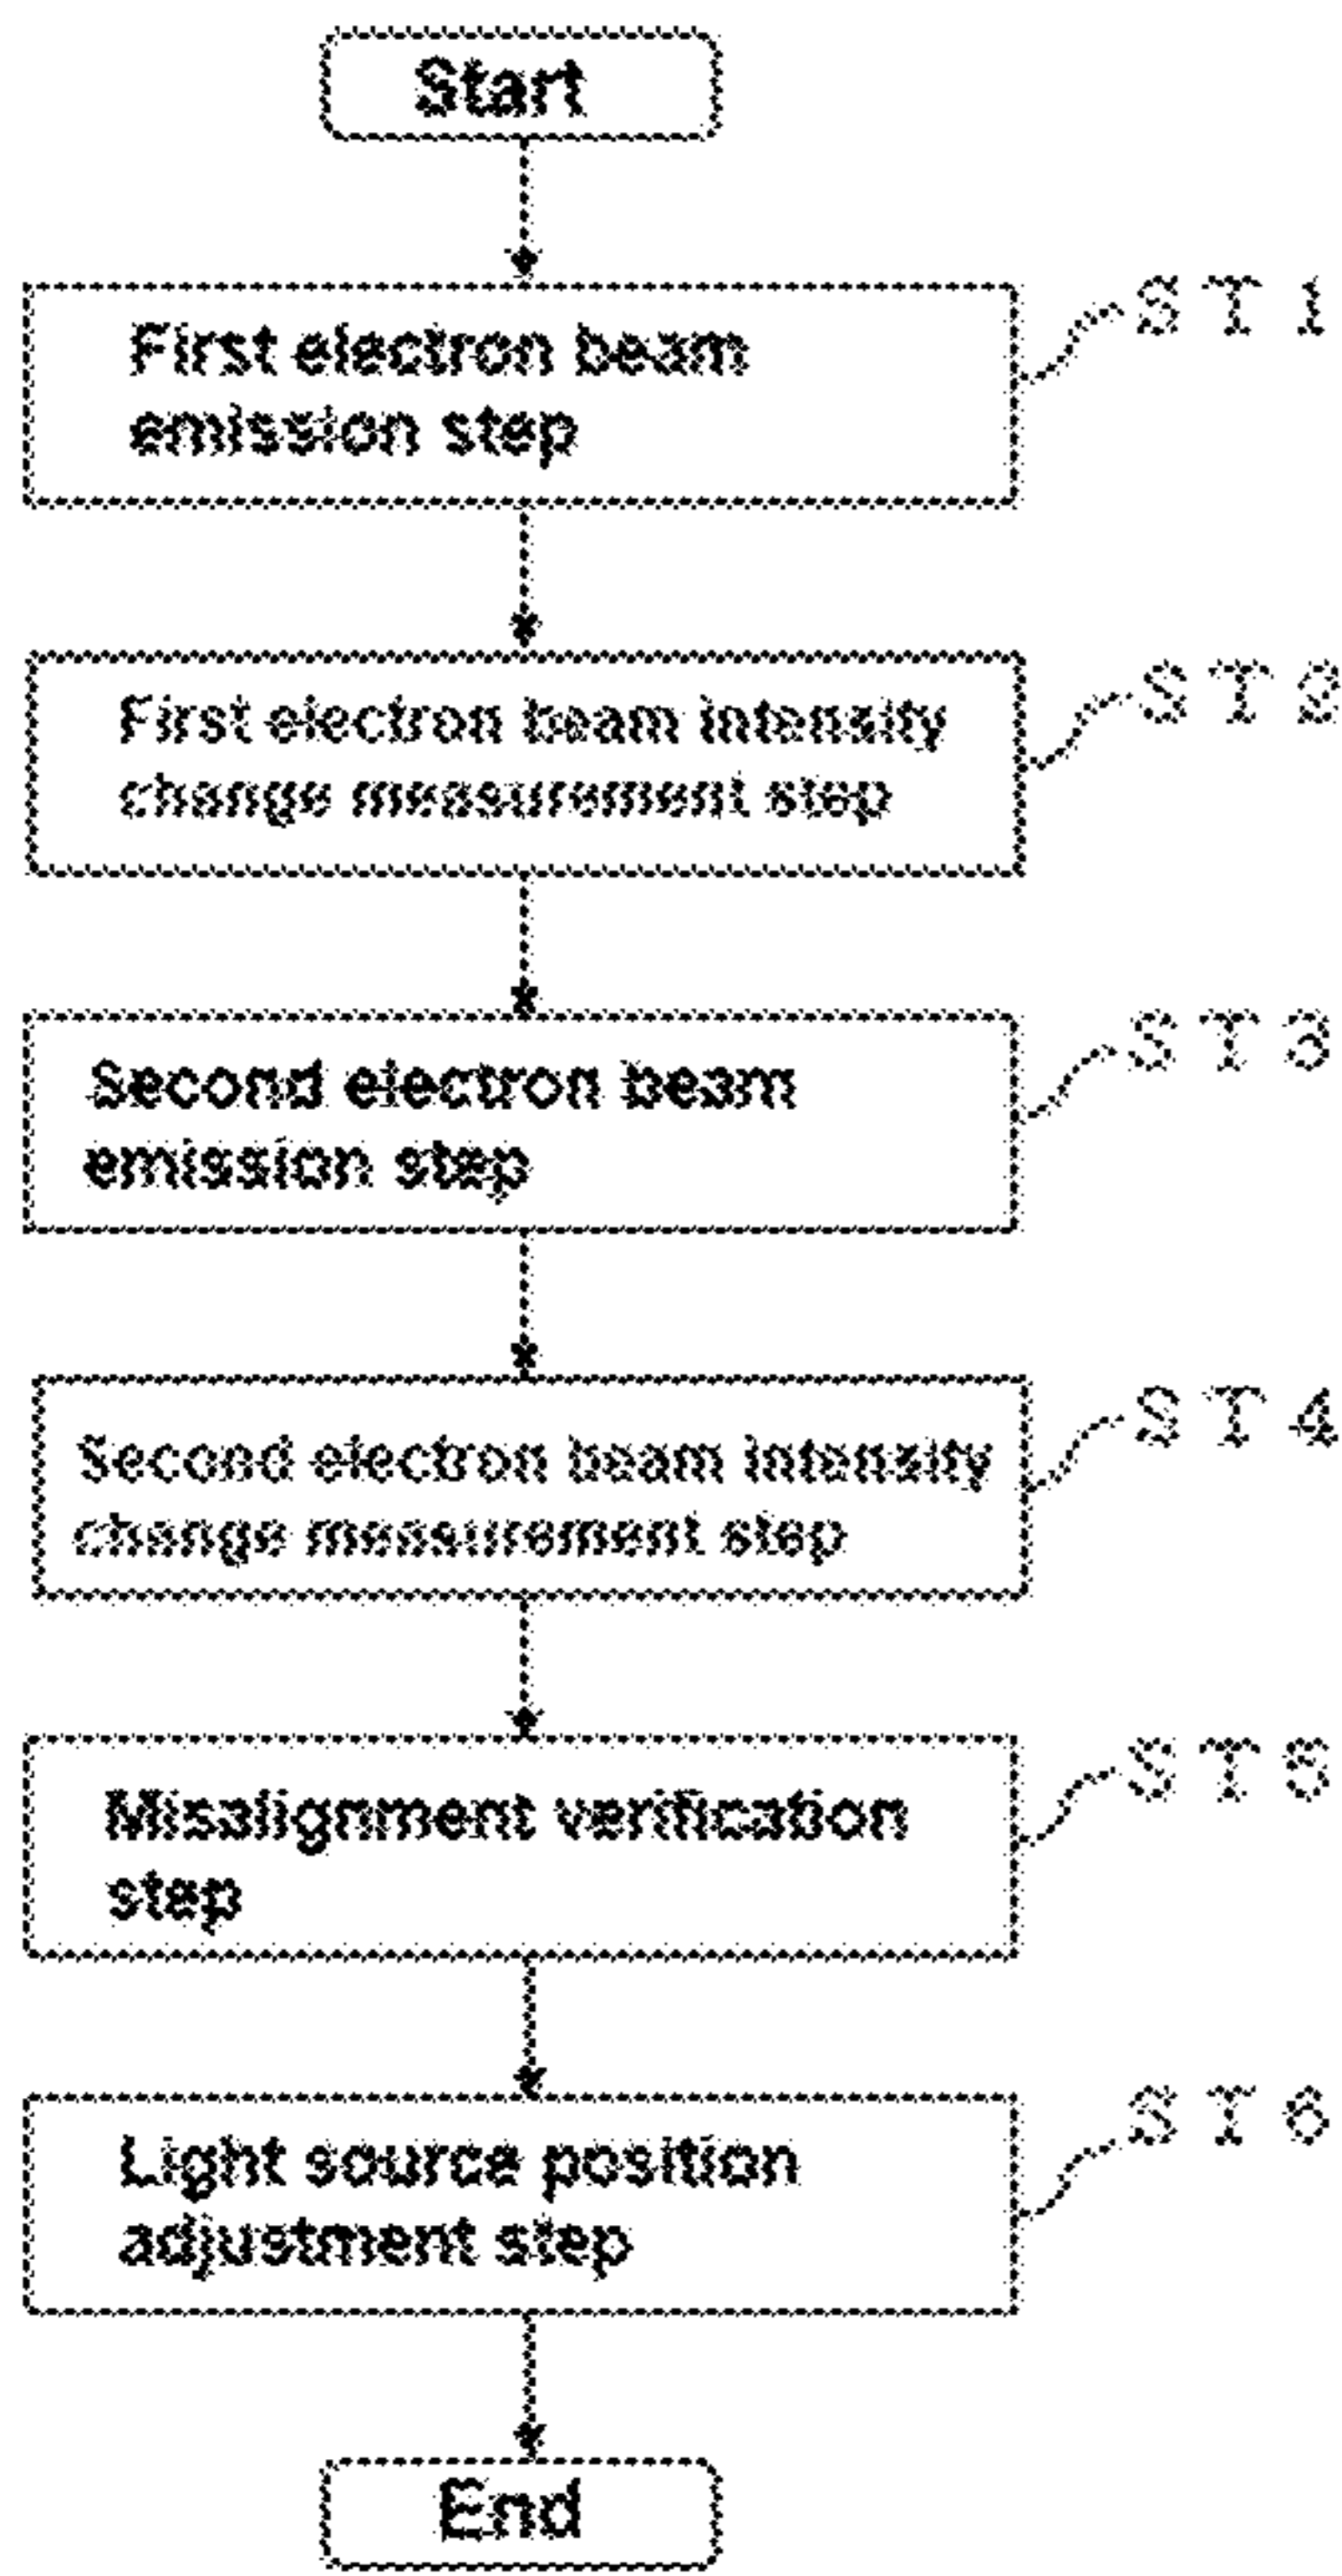 Start
First electron beam
emission step
ST1
First electron beam intensity
change measurement step
ST2
Second electron beam
emission step
ST3
Second electron beam intensity
change measurement step
ST4
Misalignment verification
step
ST5
Light source position
adjustment step
ST6
End